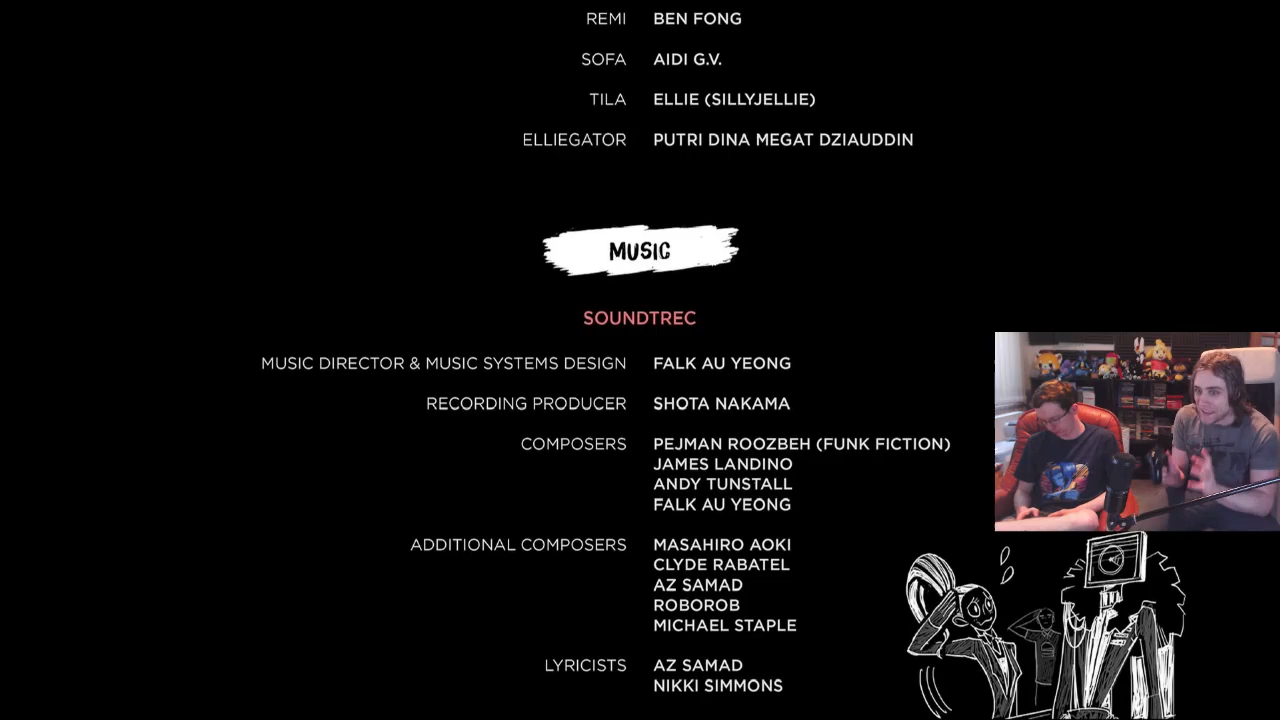 REMI BEN FONG
SOFA AIDI G.V.
TILA ELLIE (SILLYJELLIE)
ELLIEGATOR PUTRI DINA MEGAT DZIAUDDIN
MUSIC
SOUNDTREC
MUSIC DIRECTOR & MUSIC SYSTEMS DESIGN FALK AU YEONG
RECORDING PRODUCER SHOTA NAKAMA
COMPOSERS PEJMAN ROOZBEH (FUNK FICTION)
JAMES LANDINO
ANDY TUNSTALL
FALK AU YEONG
ADDITIONAL COMPOSERS MASAHIRO AOKI
CLYDE RABATEL
AZ SAMAD
ROBOROB
MICHAEL STAPLE
LYRICISTS AZ SAMAD
NIKKI SIMMONS